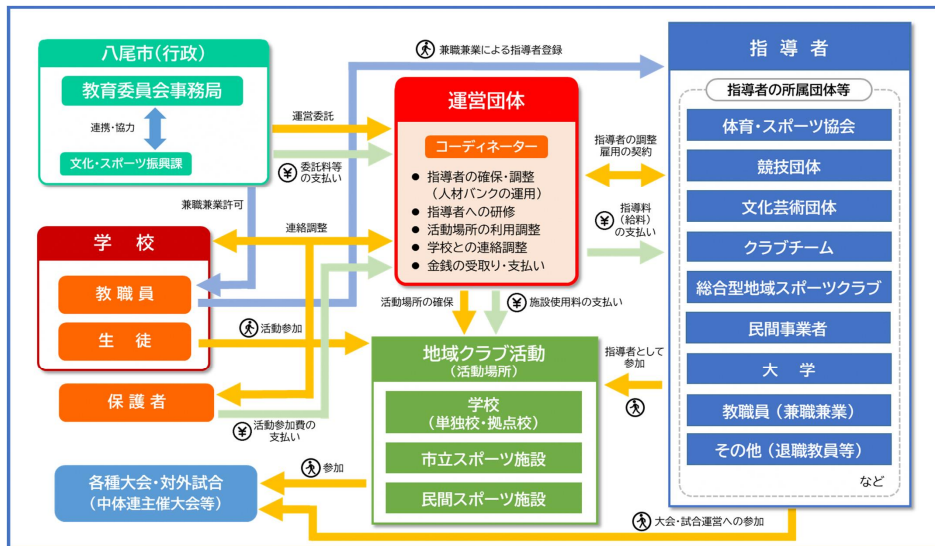 八尾市(行政)
教育委員会事務局
連携・協力
文化・スポーツ振興課
兼職兼業による指導者登録
運営委託
¥ 委託料等
の支払い
兼職兼業許可
運営団体
コーディネーター
● 指導者の確保・調整
(人材バンクの運用)
● 指導者への研修
● 活動場所の利用調整
● 学校との連絡調整
● 金銭の受取り・支払い
指導者の調整
雇用の契約
¥ 指導料
(給料)
の支払い
指導者
指導者の所属団体等
体育・スポーツ協会
競技団体
文化芸術団体
クラブチーム
総合型地域スポーツクラブ
民間事業者
大学
教職員(兼職兼業)
その他(退職教員等)
など
学校
教職員
生徒
連絡調整
活動参加
保護者
¥ 活動参加費の
支払い
活動場所の確保
¥ 施設使用料の支払い
地域クラブ活動
(活動場所)
学校
(単独校・拠点校)
市立スポーツ施設
民間スポーツ施設
指導者として
参加
参加
各種大会・対外試合
(中体連主催大会等)
大会・試合運営への参加